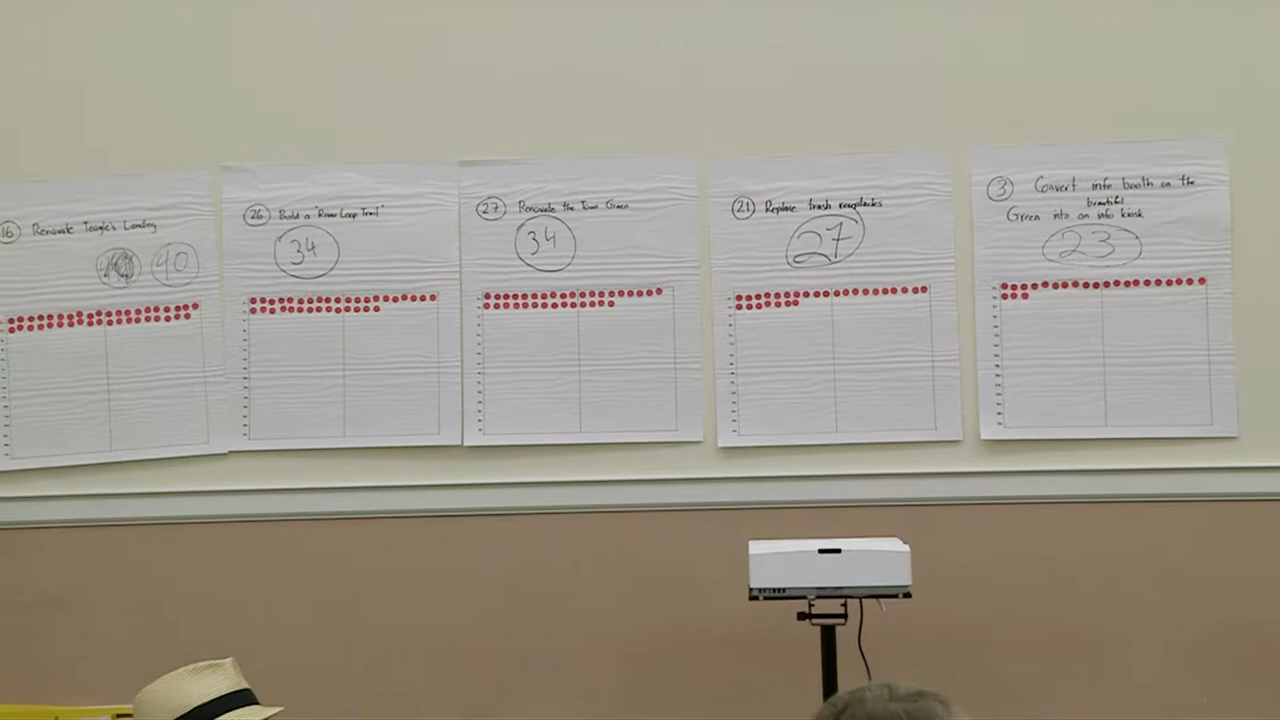 16 Renovate Teagle's Landing
40
26 Build a "River Loop Trail"
34
27 Renovate the Town Green
34
21 Replace trash receptacles
27
3 Convert info booth on the
beautiful
Green into an info kiosk
23